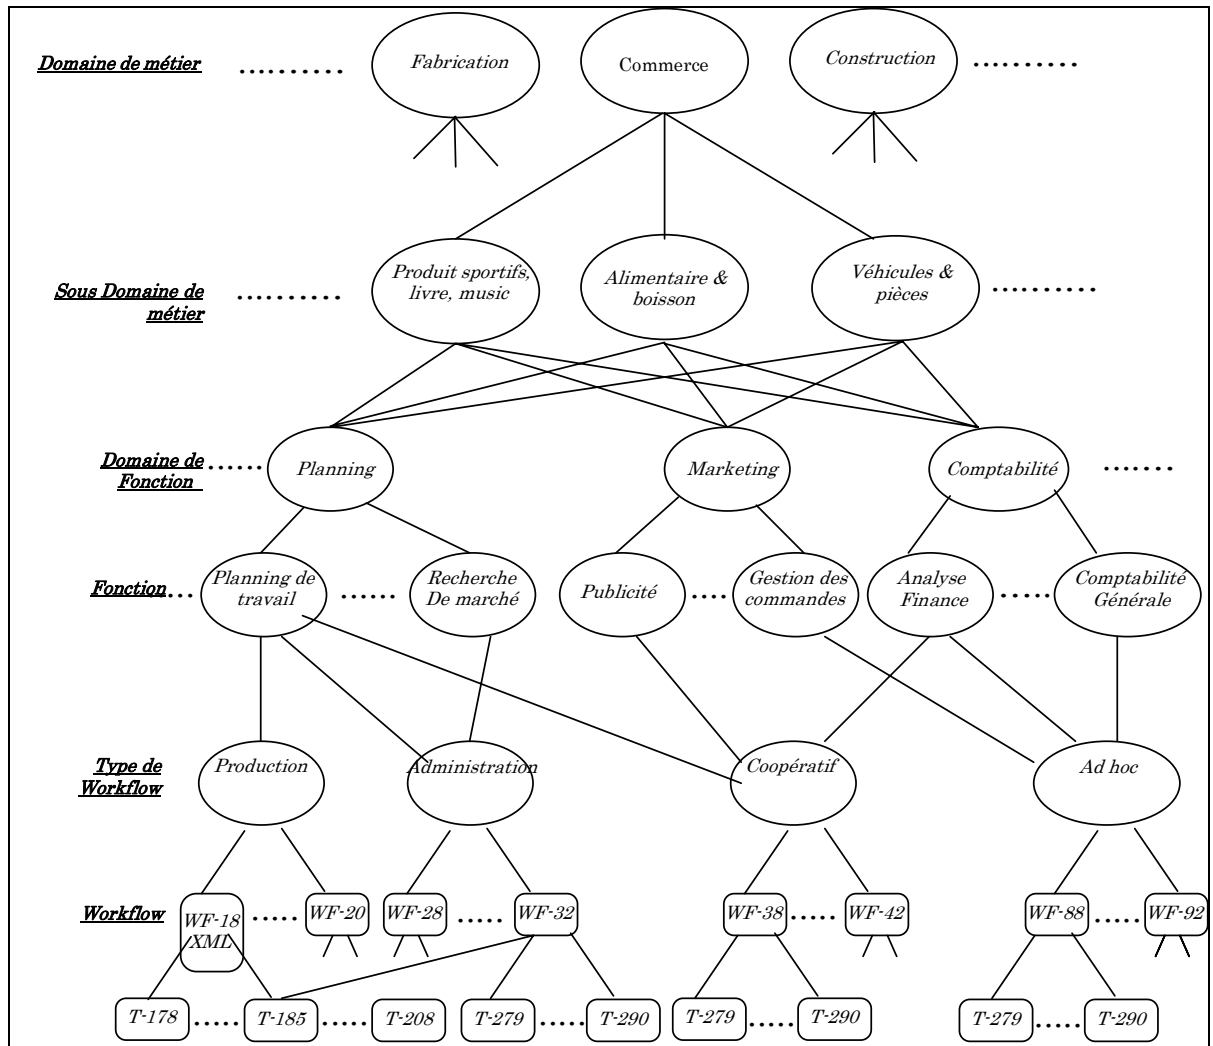 Domaine de métier .......... Fabrication Commerce Construction ..........
Sous Domaine de métier .......... Produit sportifs, livre, music Alimentaire & boisson Véhicules & pièces ..........
Domaine de Fonction ...... Planning Marketing Comptabilité .......
Fonction ... Planning de travail ...... Recherche De marché Publicité .... Gestion des commandes Analyse Finance ..... Comptabilité Générale
Type de Workflow Production Administration Coopératif Ad hoc
Workflow WF-18 XML ..... WF-20 WF-28 ..... WF-32 WF-38 ..... WF-42 WF-88 ..... WF-92
T-178 ..... T-185 ..... T-208 T-279 ..... T-290 T-279 ..... T-290 T-279 ..... T-290